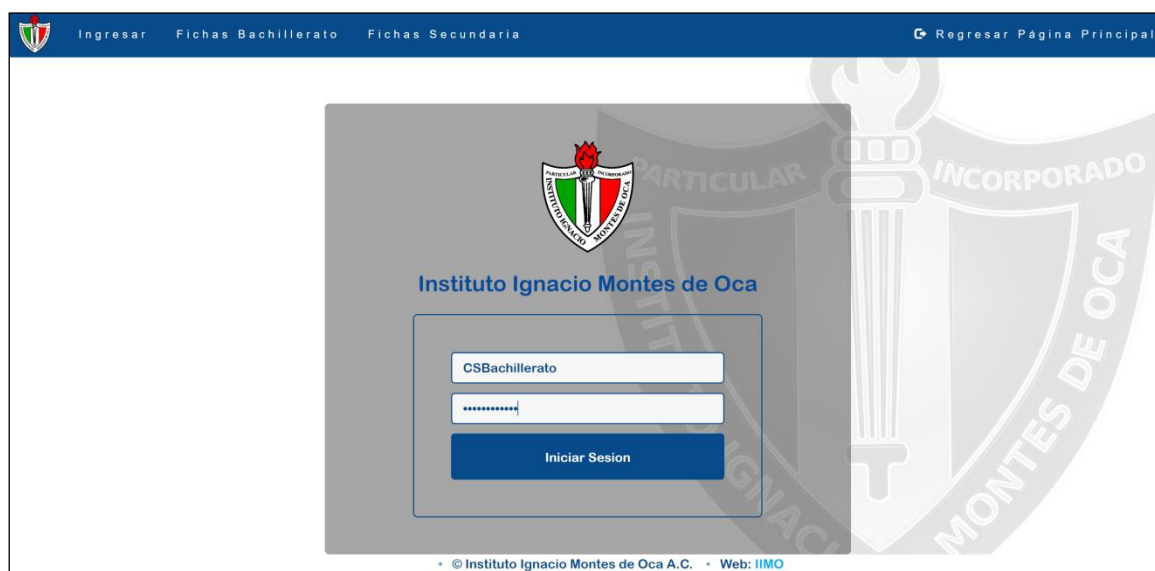 Ingresar Fichas Bachillerato Fichas Secundaria Regresar Página Principal
PARTICULAR INCORPORADO
INSTITUTO IGNACIO MONTES DE OCA
Instituto Ignacio Montes de Oca
CSBachillerato
••••••••••••
Iniciar Sesion
• © Instituto Ignacio Montes de Oca A.C. • Web: IIMO
PARTICULAR INCORPORADO
INSTITUTO IGNACIO MONTES DE OCA